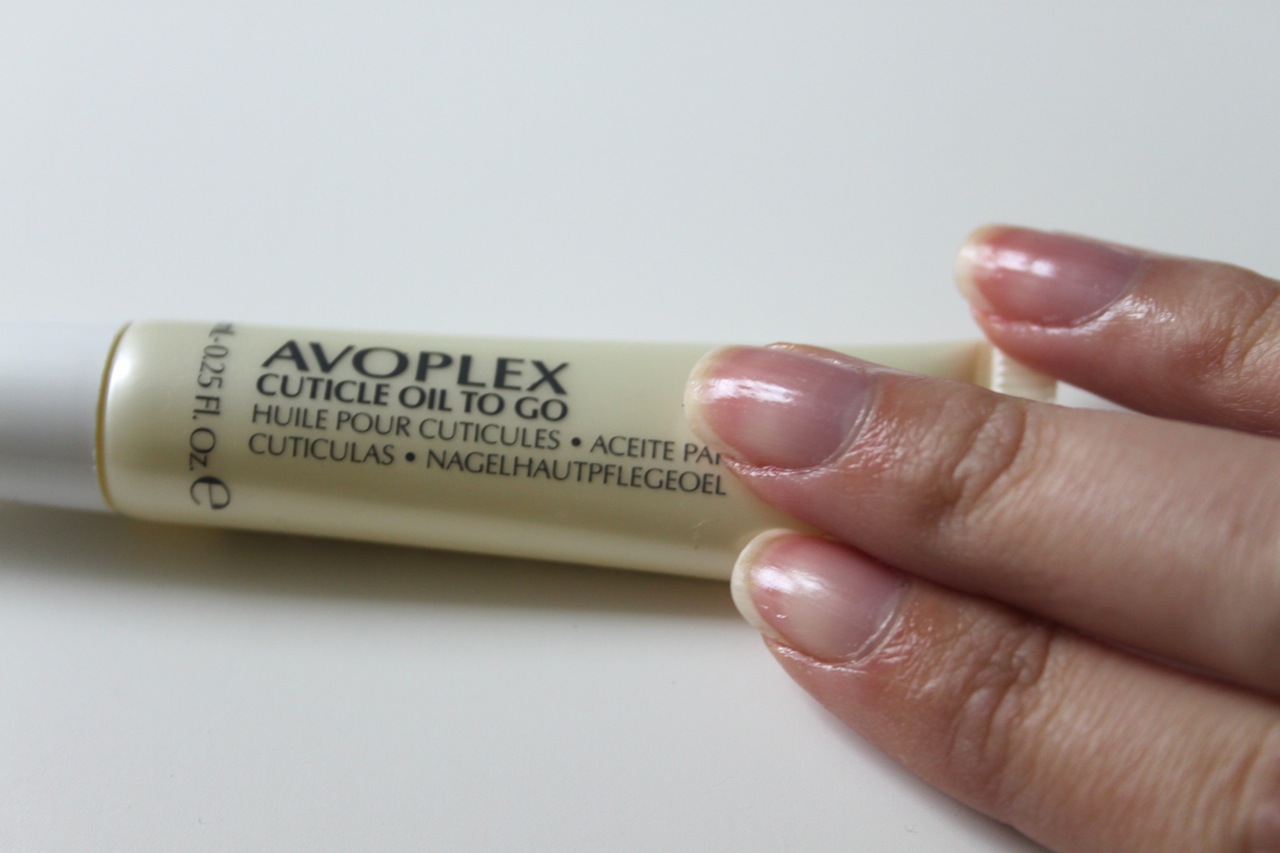 AVOPLEX
CUTICLE OIL TO GO
HUILE POUR CUTICULES • ACEITE
CUTICULAS • NAGELHAUTPFLEGEOEL
0.25 Fl. Oz. ℮